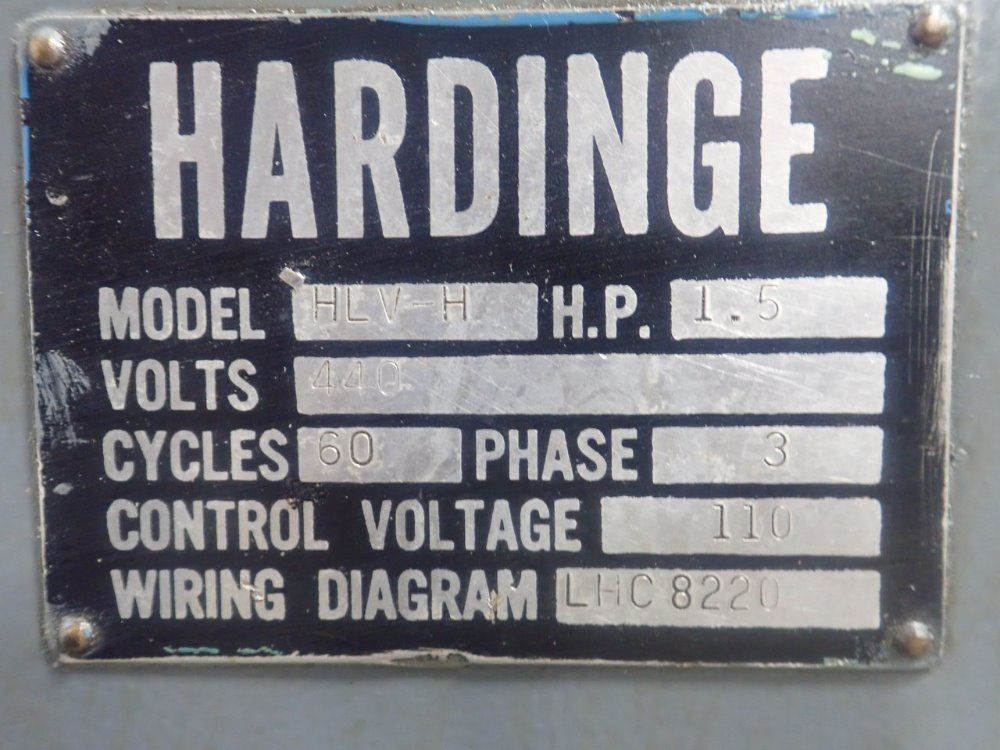 HARDINGE
MODEL HLV-H H.P. 1.5
VOLTS 440
CYCLES 60 PHASE 3
CONTROL VOLTAGE 110
WIRING DIAGRAM LHC 8220